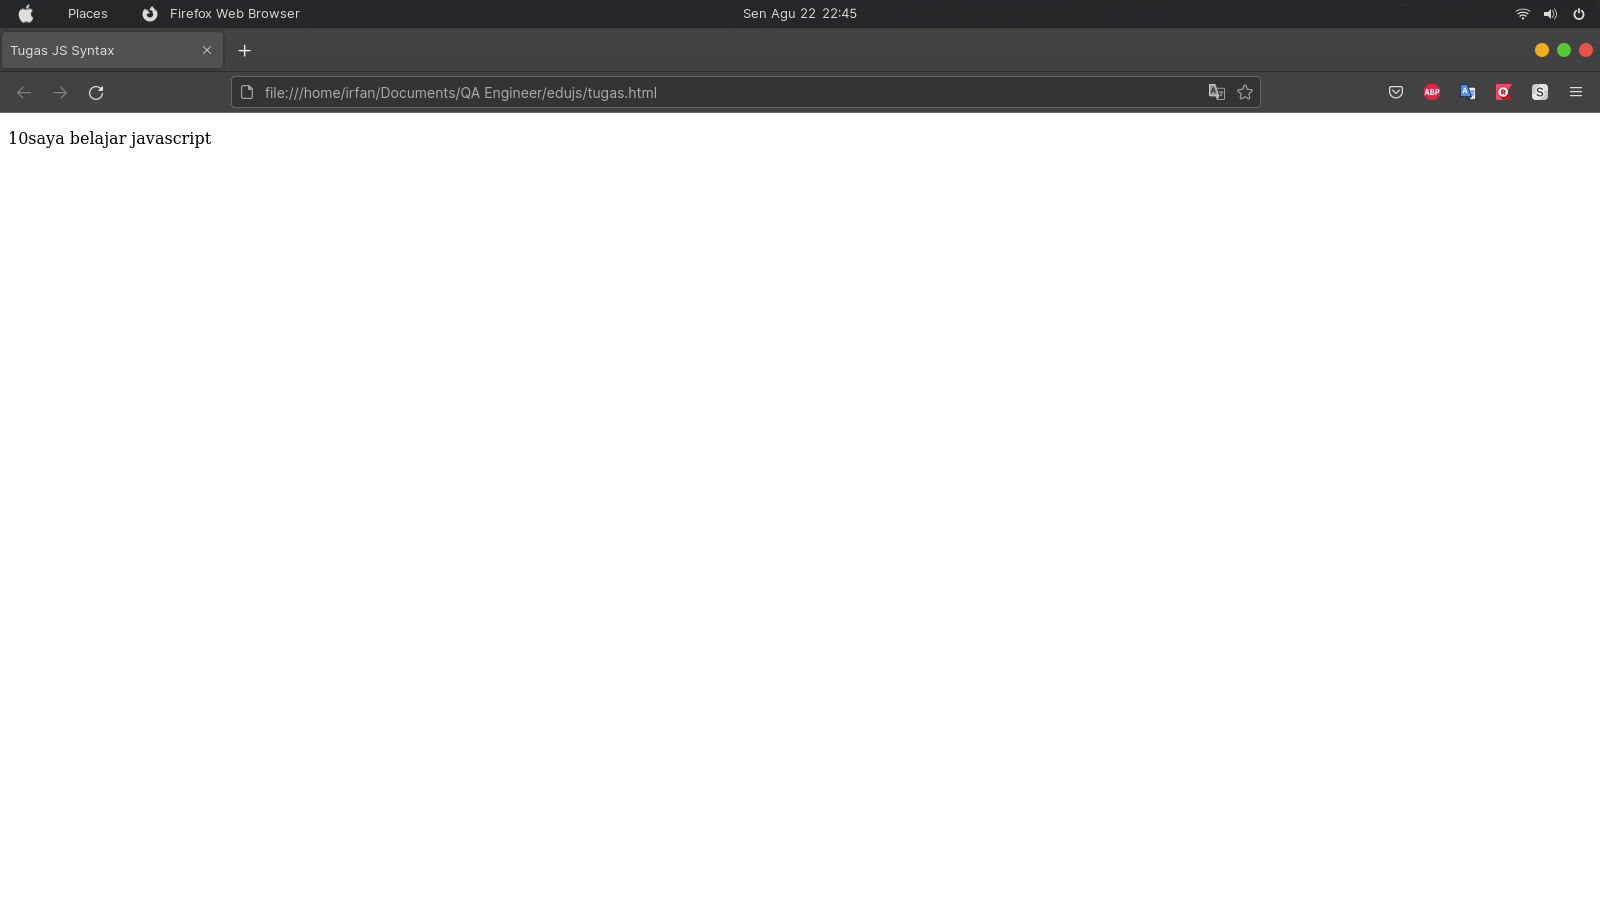 Places Firefox Web Browser Sen Agu 22 22:45
Tugas JS Syntax
file:///home/irfan/Documents/QA Engineer/edujs/tugas.html ABP S
10saya belajar javascript